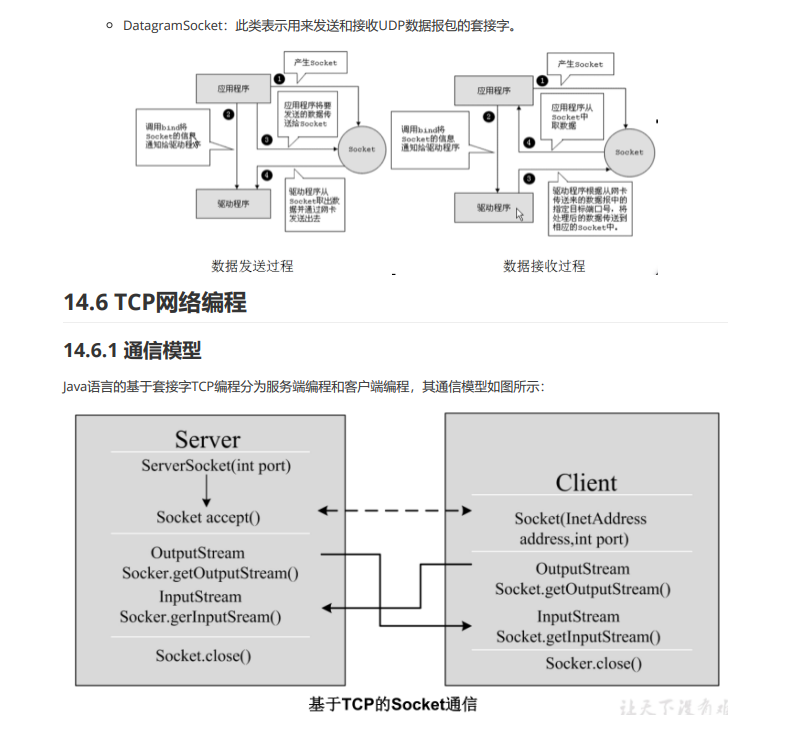 DatagramSocket：此类表示用来发送和接收UDP数据报包的套接字。
1
产生Socket
应用程序
2
应用程序将要
发送的数据传
送给Socket
调用bind将
Socket的信息
通知给驱动程序
3
Socket
4
驱动程序
驱动程序从
Socket取出数
据并通过网卡
发送出去
数据发送过程
1
产生Socket
应用程序
2
应用程序从
Socket中
取数据
调用bind将
Socket的信息
通知给驱动程序
4
Socket
3
驱动程序
驱动程序根据从网卡
传送来的数据报中的
指定目标端口号，将
处理后的数据传送到
相应的Socket中。
数据接收过程
14.6 TCP网络编程
14.6.1 通信模型
Java语言的基于套接字TCP编程分为服务端编程和客户端编程，其通信模型如图所示：
Server
ServerSocket(int port)
Socket accept()
OutputStream
Socker.getOutputStream()
InputStream
Socker.gerInputSream()
Socket.close()
Client
Socket(InetAddress
address,int port)
OutputStream
Socket.getOutputStream()
InputStream
Socket.getInputStream()
Socker.close()
基于TCP的Socket通信
让天下没有难